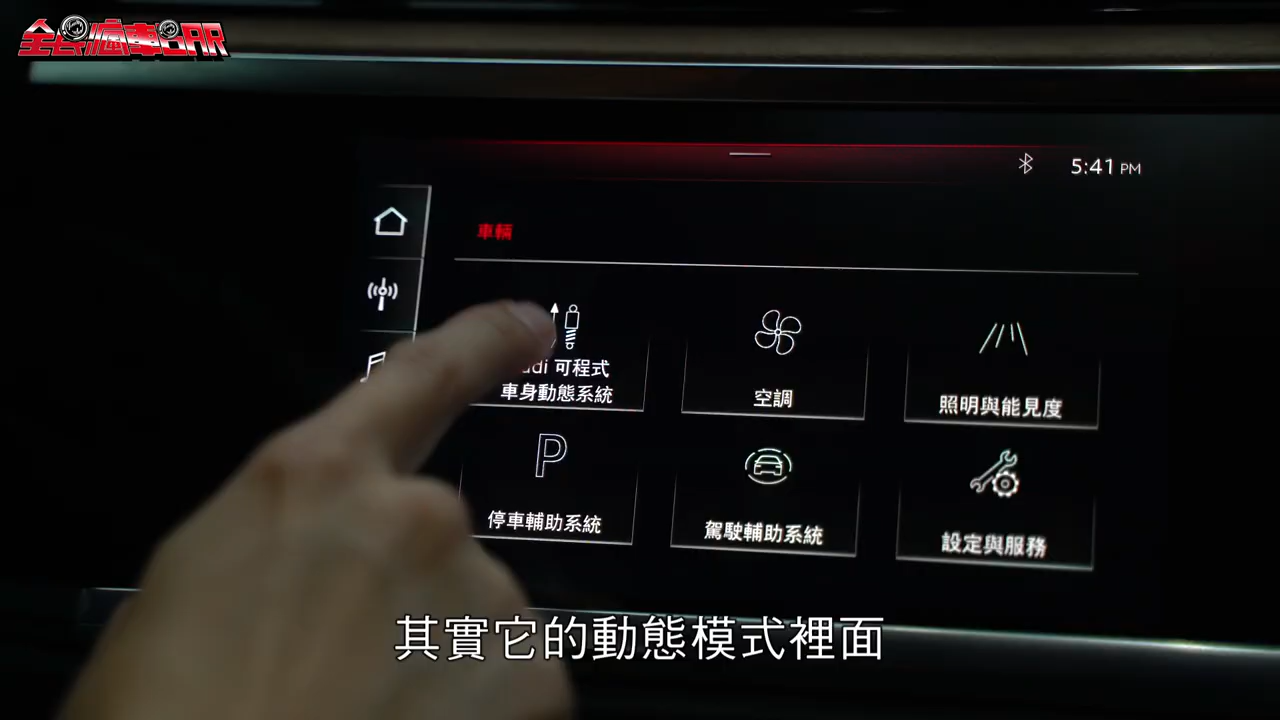 全民瘋車BAR
5:41 PM
車輛
udi 可程式
車身動態系統
空調
照明與能見度
P
停車輔助系統
駕駛輔助系統
設定與服務
其實它的動態模式裡面